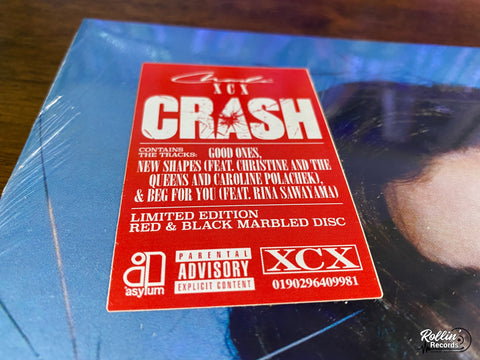 Charli
XCX
CRASH
CONTAINS
THE TRACKS: GOOD ONES,
NEW SHAPES (FEAT. CHRISTINE AND THE
QUEENS AND CAROLINE POLACHEK),
& BEG FOR YOU (FEAT. RINA SAWAYAMA)
LIMITED EDITION
RED & BLACK MARBLED DISC
asylum
PARENTAL
ADVISORY
EXPLICIT CONTENT
XCX
0190296409981
Rollin'
Records